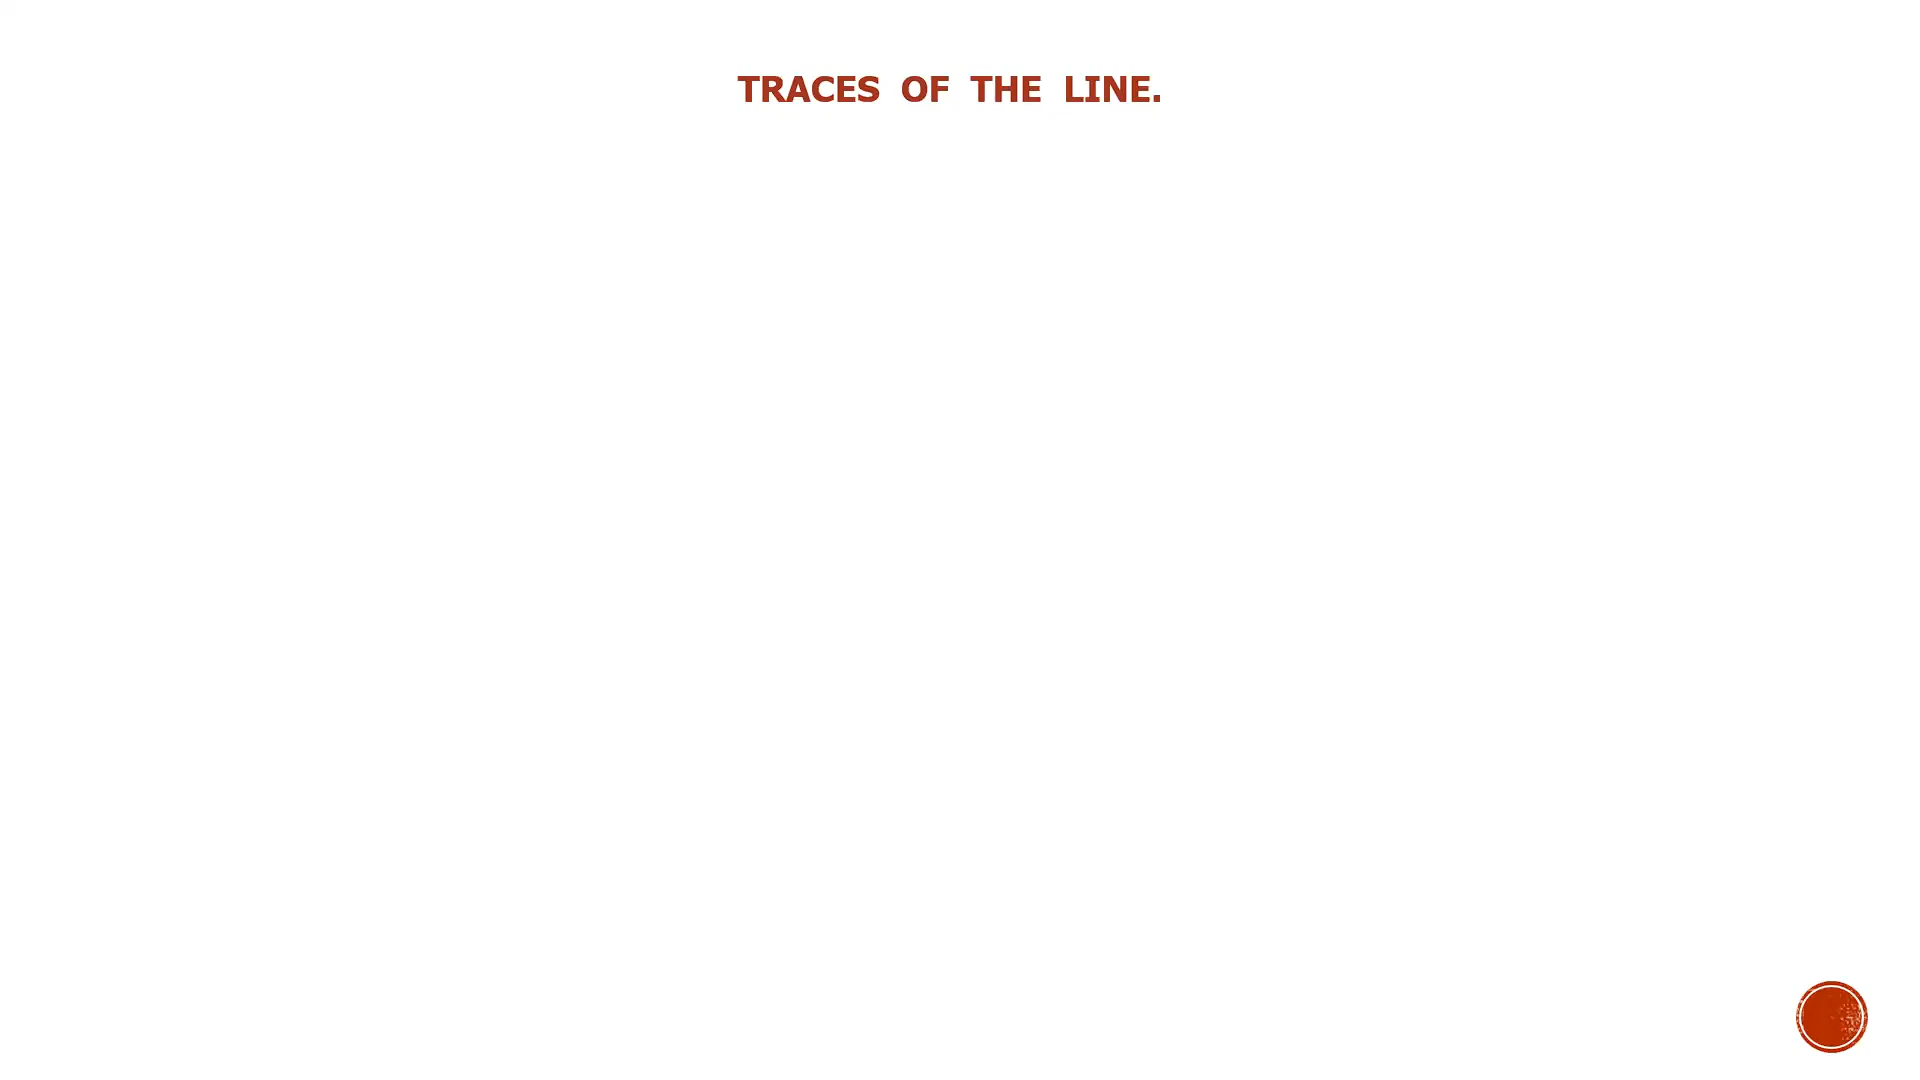 TRACES OF THE LINE.